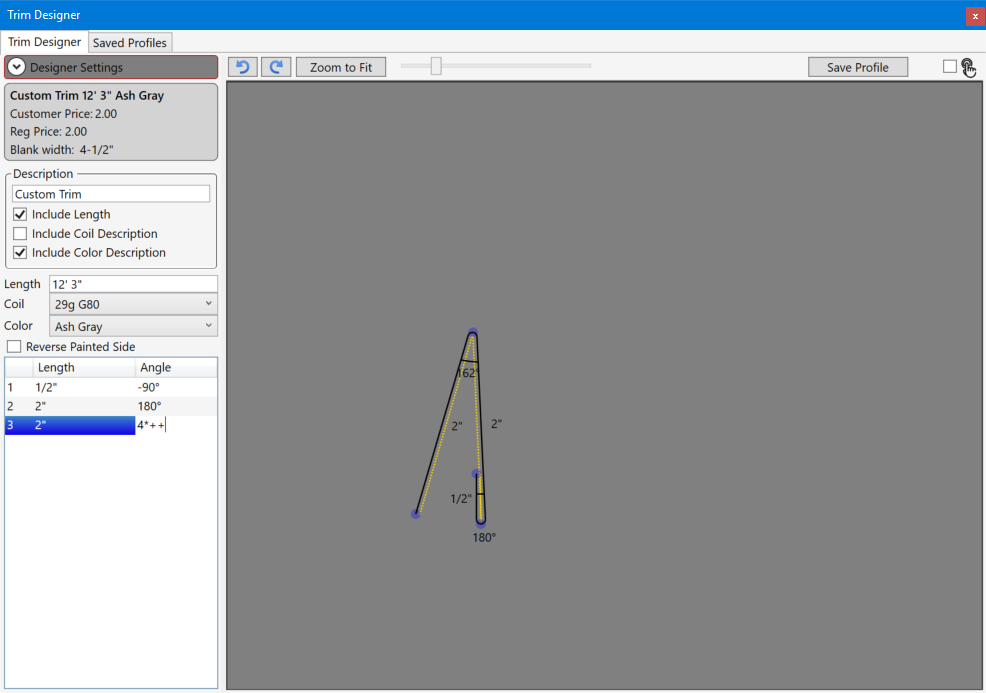 Trim Designer
x
Trim Designer Saved Profiles
Designer Settings
Zoom to Fit
Save Profile
Custom Trim 12' 3" Ash Gray
Customer Price: 2.00
Reg Price: 2.00
Blank width: 4-1/2"
Description
Custom Trim
Include Length
Include Coil Description
Include Color Description
Length 12' 3"
Coil 29g G80
Color Ash Gray
Reverse Painted Side
Length Angle
1 1/2" -90°
2 2" 180°
3 2" 4*++
162°
2" 2"
1/2"
180°